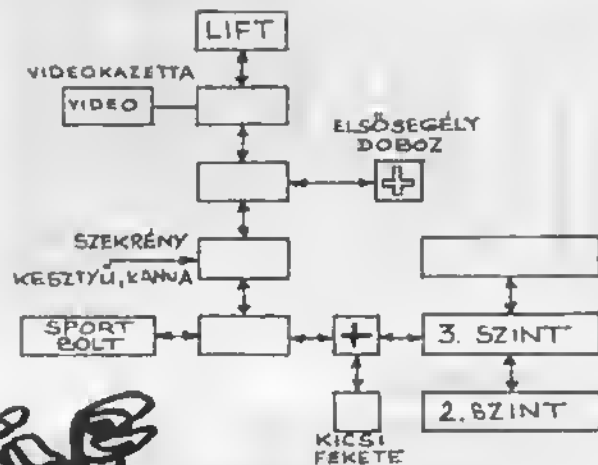 LIFT
VIDEOKAZETTA
VIDEO
ELSŐSEGÉLY
DOBOZ
SZEKRÉNY
KESZTYŰ, KANNA
SPORT
BOLT
3. SZINT
2. SZINT
KICSI
FEKETE